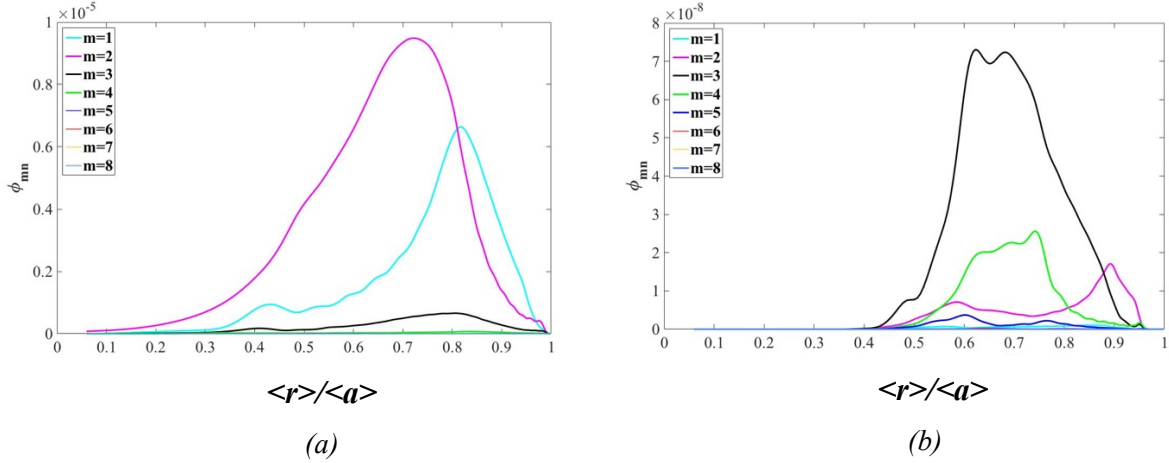 ×10⁻⁵
1
0.8
0.6
0.4
0.2
0
ϕmn
m=1
m=2
m=3
m=4
m=5
m=6
m=7
m=8
0 0.1 0.2 0.3 0.4 0.5 0.6 0.7 0.8 0.9 1
<r>/<a>
(a)
×10⁻⁸
8
7
6
5
4
3
2
1
0
ϕmn
m=1
m=2
m=3
m=4
m=5
m=6
m=7
m=8
0 0.1 0.2 0.3 0.4 0.5 0.6 0.7 0.8 0.9 1
<r>/<a>
(b)